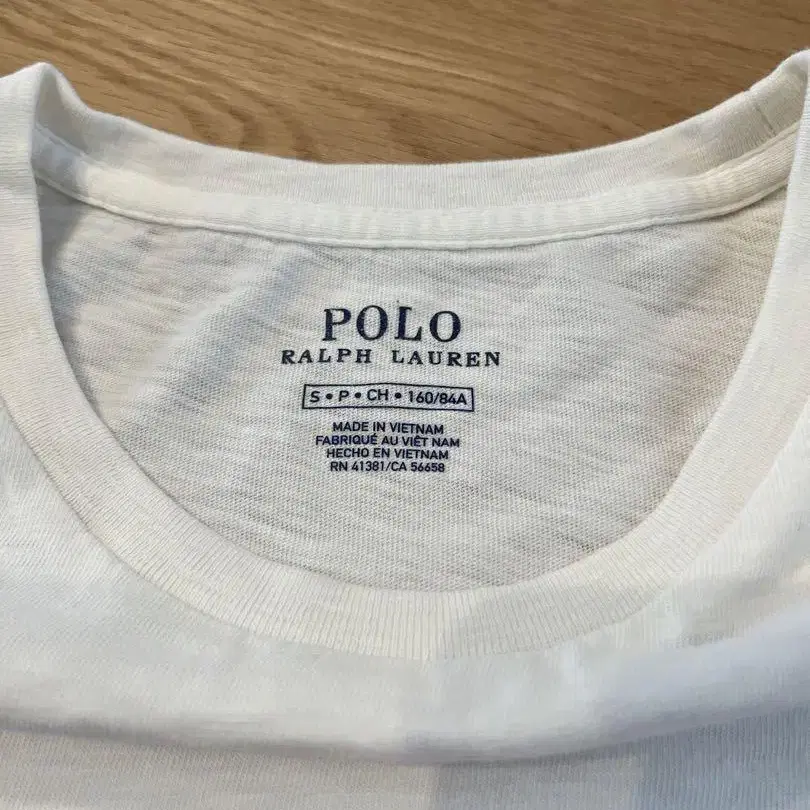 POLO
RALPH LAUREN
S • P • CH • 160/84A
MADE IN VIETNAM
FABRIQUÉ AU VIÊT NAM
HECHO EN VIETNAM
RN 41381/CA 56658